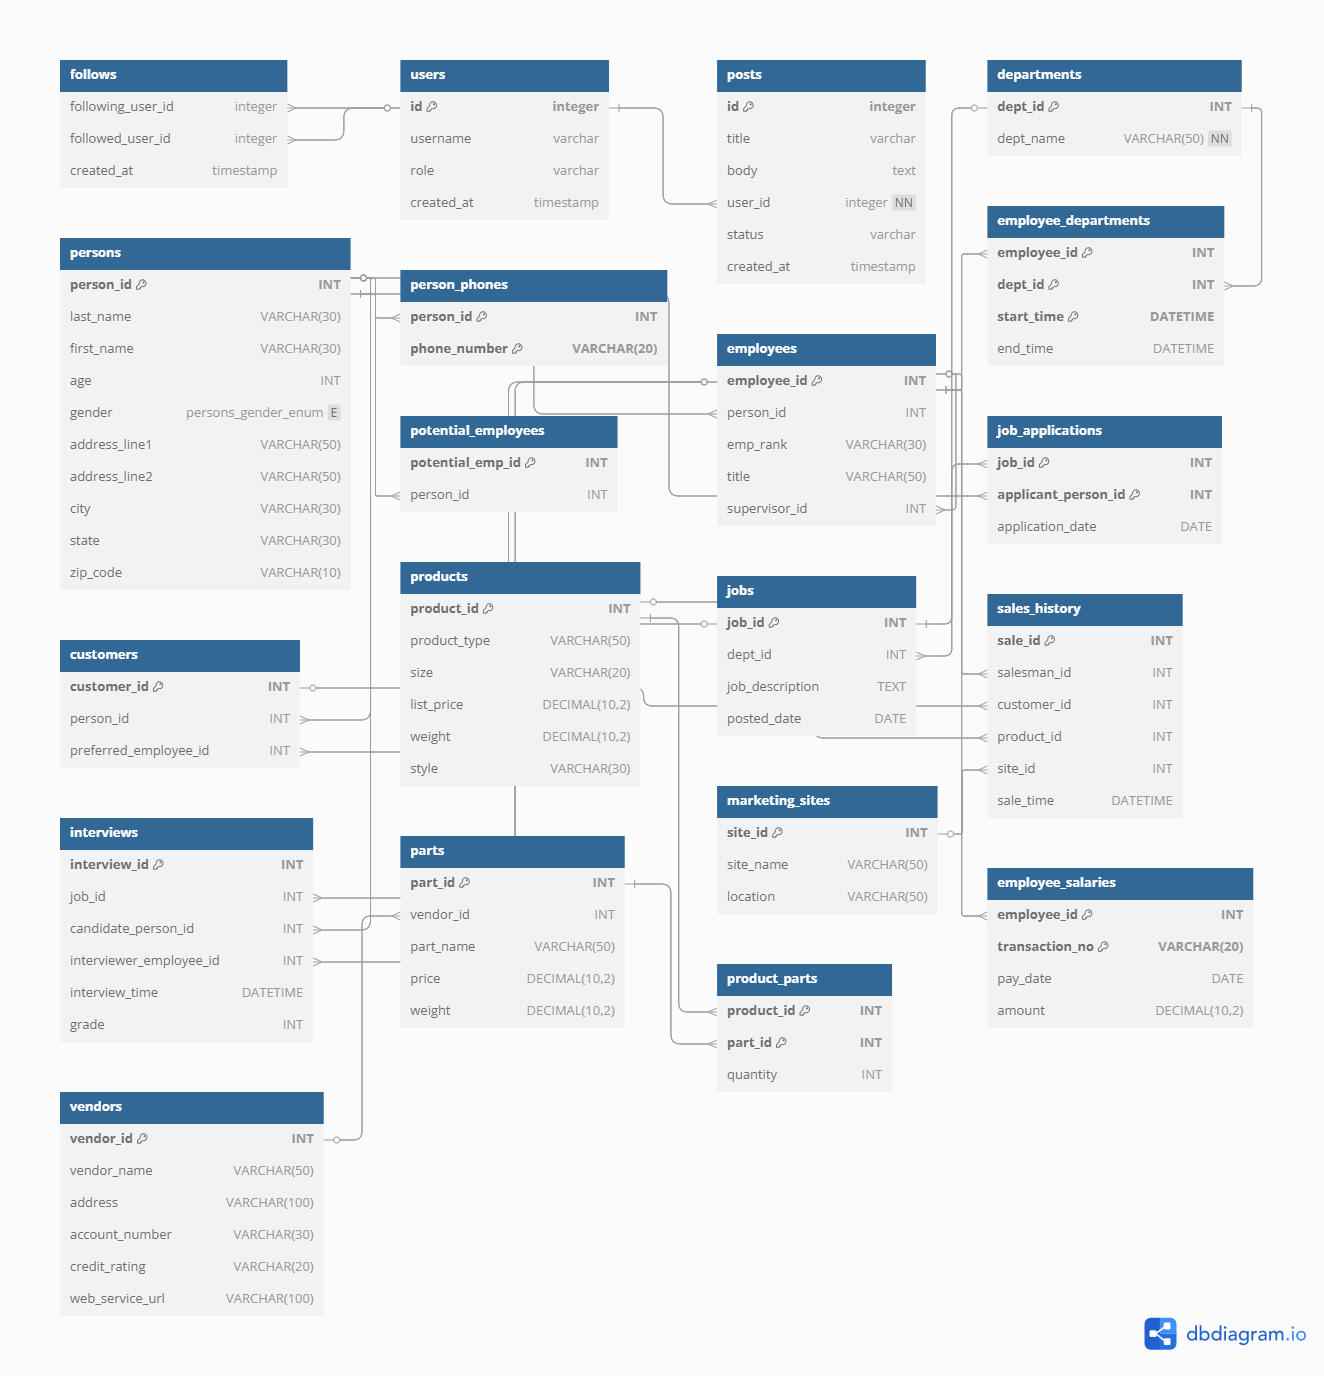 follows
following_user_id integer
followed_user_id integer
created_at timestamp
users
id integer
username varchar
role varchar
created_at timestamp
posts
id integer
title varchar
body text
user_id integer NN
status varchar
created_at timestamp
departments
dept_id INT
dept_name VARCHAR(50) NN
persons
person_id INT
last_name VARCHAR(30)
first_name VARCHAR(30)
age INT
gender persons_gender_enum E
address_line1 VARCHAR(50)
address_line2 VARCHAR(50)
city VARCHAR(30)
state VARCHAR(30)
zip_code VARCHAR(10)
person_phones
person_id INT
phone_number VARCHAR(20)
employees
employee_id INT
person_id INT
emp_rank VARCHAR(30)
title VARCHAR(50)
supervisor_id INT
employee_departments
employee_id INT
dept_id INT
start_time DATETIME
end_time DATETIME
potential_employees
potential_emp_id INT
person_id INT
job_applications
job_id INT
applicant_person_id INT
application_date DATE
products
product_id INT
product_type VARCHAR(50)
size VARCHAR(20)
list_price DECIMAL(10,2)
weight DECIMAL(10,2)
style VARCHAR(30)
jobs
job_id INT
dept_id INT
job_description TEXT
posted_date DATE
sales_history
sale_id INT
salesman_id INT
customer_id INT
product_id INT
site_id INT
sale_time DATETIME
customers
customer_id INT
person_id INT
preferred_employee_id INT
marketing_sites
site_id INT
site_name VARCHAR(50)
location VARCHAR(50)
interviews
interview_id INT
job_id INT
candidate_person_id INT
interviewer_employee_id INT
interview_time DATETIME
grade INT
parts
part_id INT
vendor_id INT
part_name VARCHAR(50)
price DECIMAL(10,2)
weight DECIMAL(10,2)
employee_salaries
employee_id INT
transaction_no VARCHAR(20)
pay_date DATE
amount DECIMAL(10,2)
product_parts
product_id INT
part_id INT
quantity INT
vendors
vendor_id INT
vendor_name VARCHAR(50)
address VARCHAR(100)
account_number VARCHAR(30)
credit_rating VARCHAR(20)
web_service_url VARCHAR(100)
dbdiagram.io